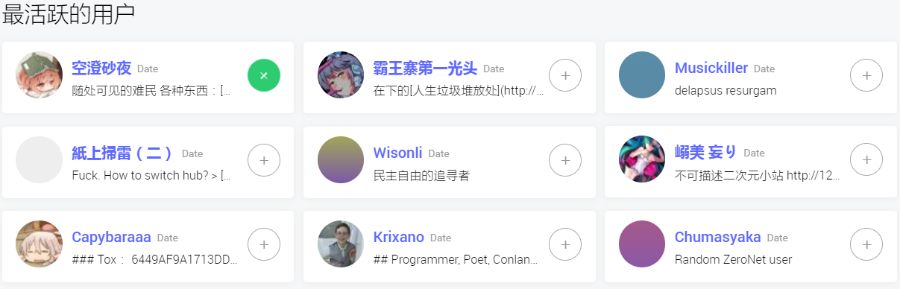 最活跃的用户
空澄砂夜 Date
随处可见的难民 各种东西：[...
霸王寨第一光头 Date
在下的[人生垃圾堆放处](http://...
Musickiller Date
delapsus resurgam
紙上掃雷（二） Date
Fuck. How to switch hub? > [...
Wisonli Date
民主自由的追寻者
嵶美 妄り Date
不可描述二次元小站 http://12...
Capybaraaa Date
### Tox： 6449AF9A1713DD...
Krixano Date
## Programmer, Poet, Conlan...
Chumasyaka Date
Random ZeroNet user